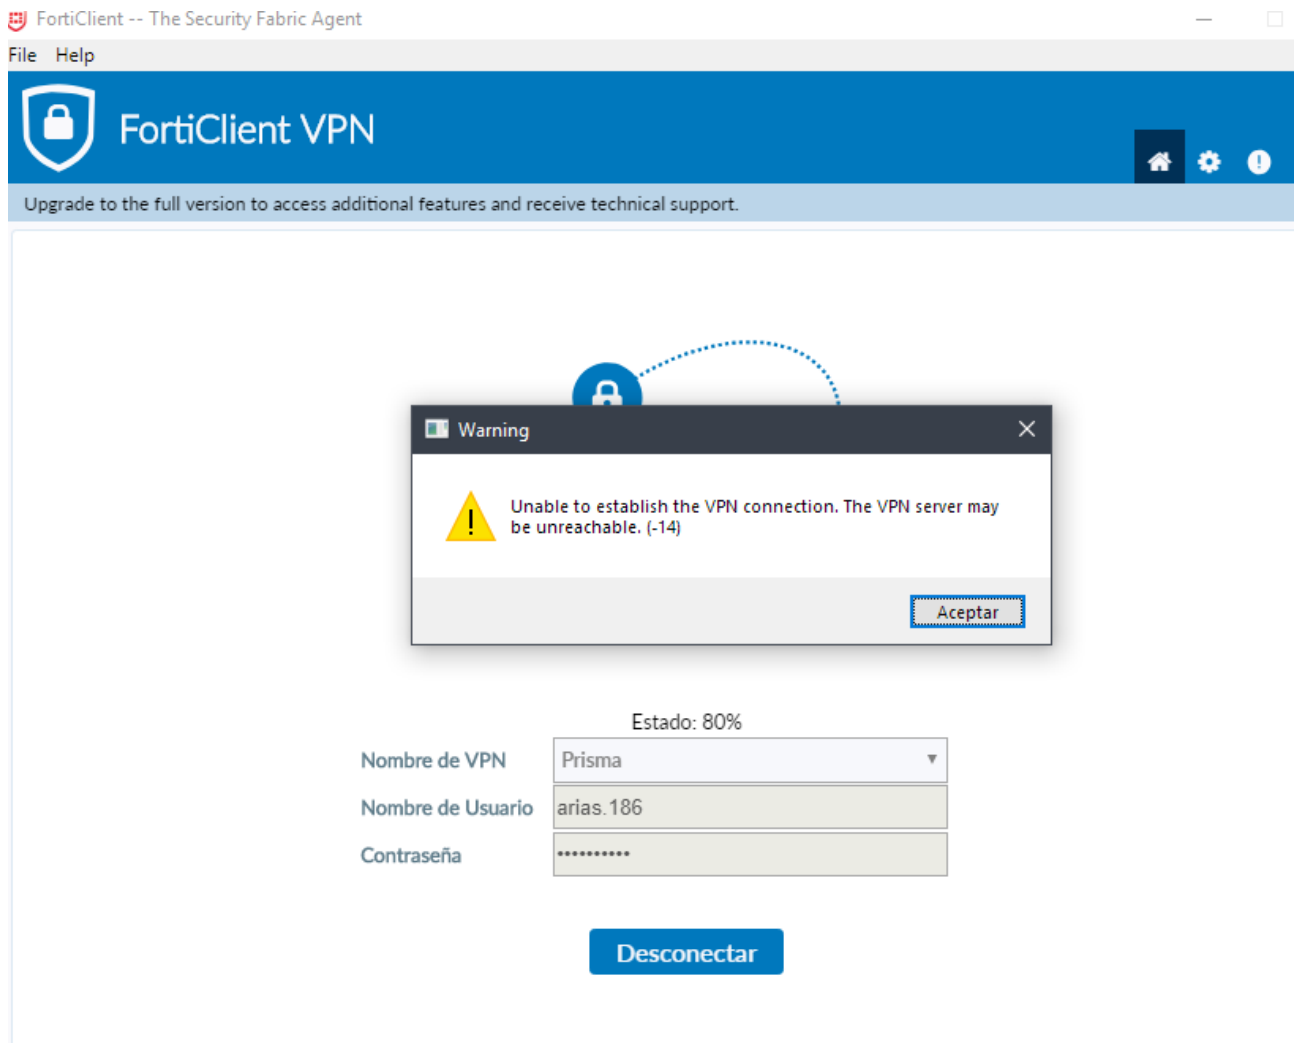 FortiClient -- The Security Fabric Agent
File Help
FortiClient VPN
Upgrade to the full version to access additional features and receive technical support.
Warning
Unable to establish the VPN connection. The VPN server may
be unreachable. (-14)
Aceptar
Estado: 80%
Nombre de VPN Prisma
Nombre de Usuario arias.186
Contraseña ••••••••••
Desconectar